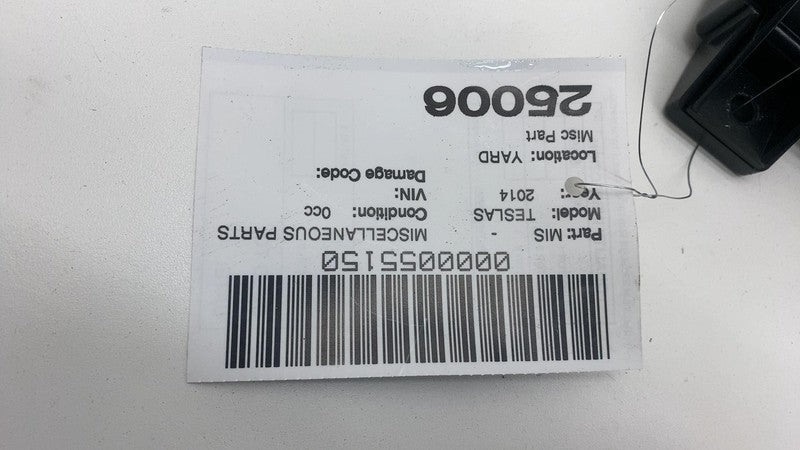 0000055150
Part: MIS - MISCELLANEOUS PARTS
Model: TESLAS Condition: 0cc
Year: 2014 VIN:
Damage Code:
Location: YARD
Misc Part
25006